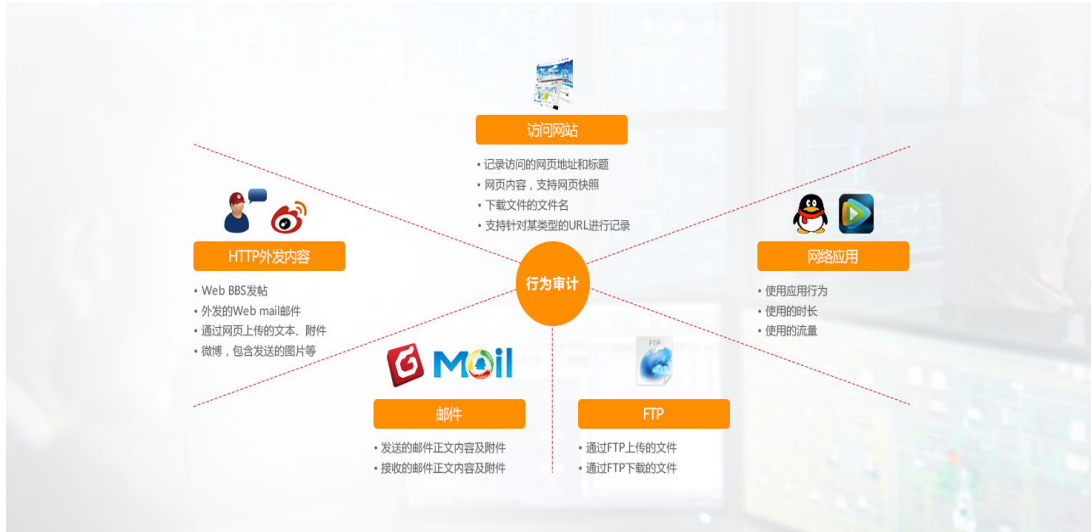 访问网站
• 记录访问的网页地址和标题
• 网页内容，支持网页快照
• 下载文件的文件名
• 支持针对某类型的URL进行记录
HTTP外发内容
• Web BBS发帖
• 外发的Web mail邮件
• 通过网页上传的文本、附件
• 微博，包含发送的图片等
行为审计
网络应用
• 使用应用行为
• 使用的时长
• 使用的流量
MOil
邮件
• 发送的邮件正文内容及附件
• 接收的邮件正文内容及附件
FTP
FTP
• 通过FTP上传的文件
• 通过FTP下载的文件